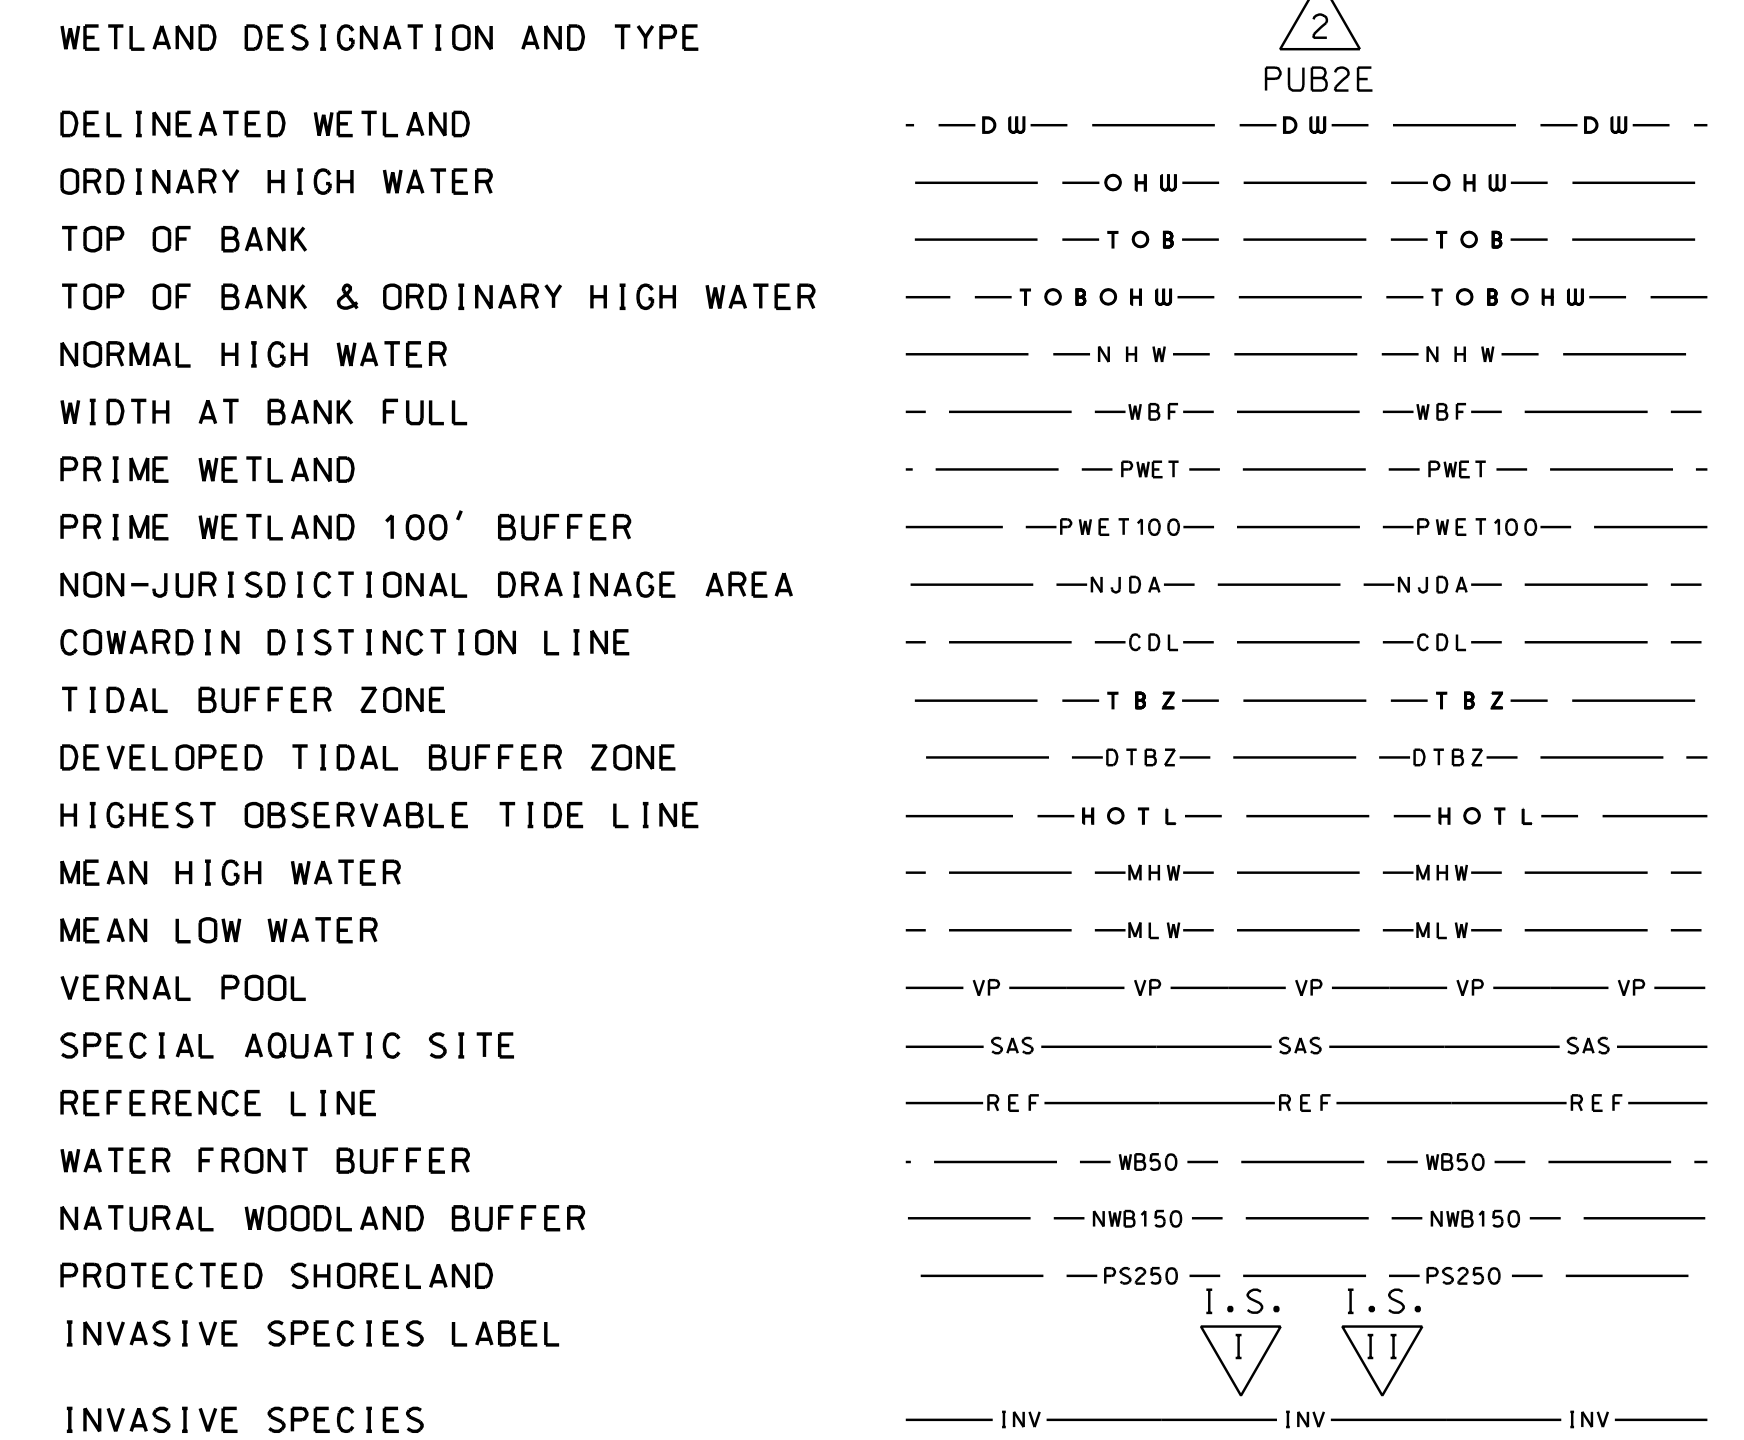 WETLAND DESIGNATION AND TYPE 2
PUB2E
DELINEATED WETLAND DW DW DW
ORDINARY HIGH WATER OHW OHW
TOP OF BANK TOB TOB
TOP OF BANK & ORDINARY HIGH WATER TOBOHW TOBOHW
NORMAL HIGH WATER NHW NHW
WIDTH AT BANK FULL WBF WBF
PRIME WETLAND PWET PWET
PRIME WETLAND 100' BUFFER PWET100 PWET100
NON-JURISDICTIONAL DRAINAGE AREA NJDA NJDA
COWARDIN DISTINCTION LINE CDL CDL
TIDAL BUFFER ZONE TBZ TBZ
DEVELOPED TIDAL BUFFER ZONE DTBZ DTBZ
HIGHEST OBSERVABLE TIDE LINE HOTL HOTL
MEAN HIGH WATER MHW MHW
MEAN LOW WATER MLW MLW
VERNAL POOL VP VP VP VP VP
SPECIAL AQUATIC SITE SAS SAS SAS
REFERENCE LINE REF REF REF
WATER FRONT BUFFER WB50 WB50
NATURAL WOODLAND BUFFER NWB150 NWB150
PROTECTED SHORELAND PS250 PS250
I.S. I.S.
INVASIVE SPECIES LABEL I II
INVASIVE SPECIES INV INV INV